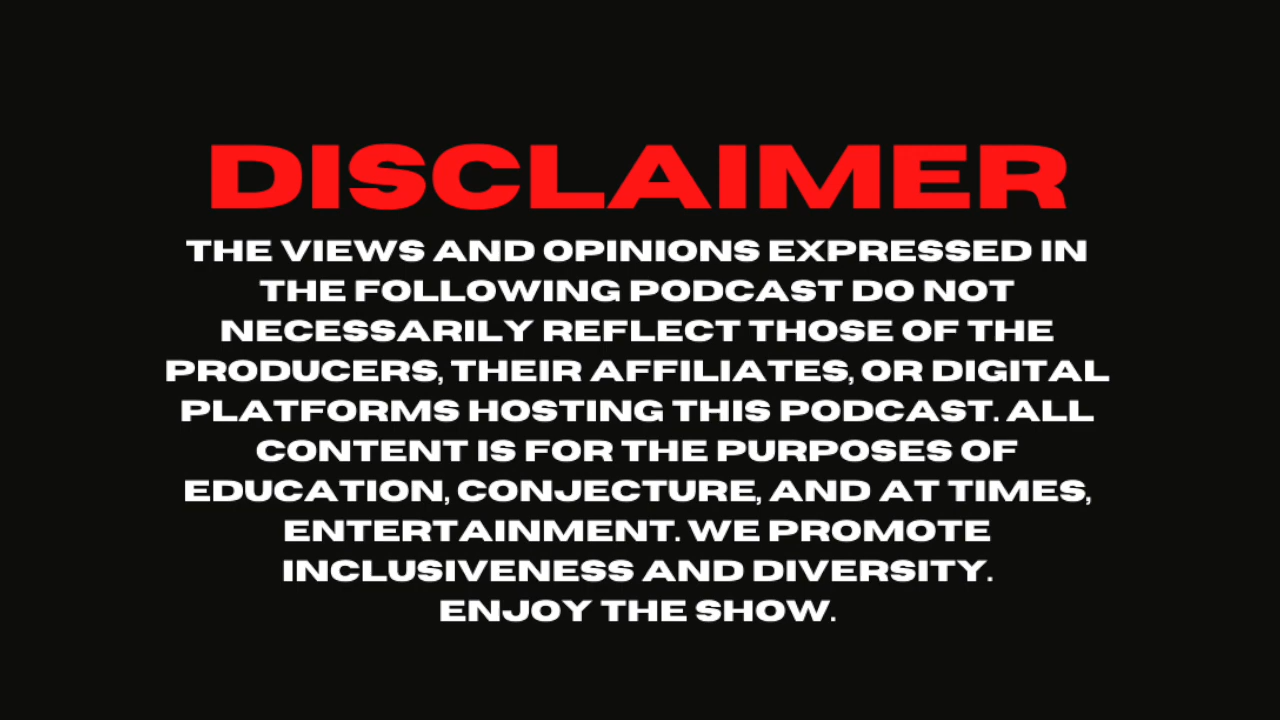 DISCLAIMER
THE VIEWS AND OPINIONS EXPRESSED IN
THE FOLLOWING PODCAST DO NOT
NECESSARILY REFLECT THOSE OF THE
PRODUCERS, THEIR AFFILIATES, OR DIGITAL
PLATFORMS HOSTING THIS PODCAST. ALL
CONTENT IS FOR THE PURPOSES OF
EDUCATION, CONJECTURE, AND AT TIMES,
ENTERTAINMENT. WE PROMOTE
INCLUSIVENESS AND DIVERSITY.
ENJOY THE SHOW.